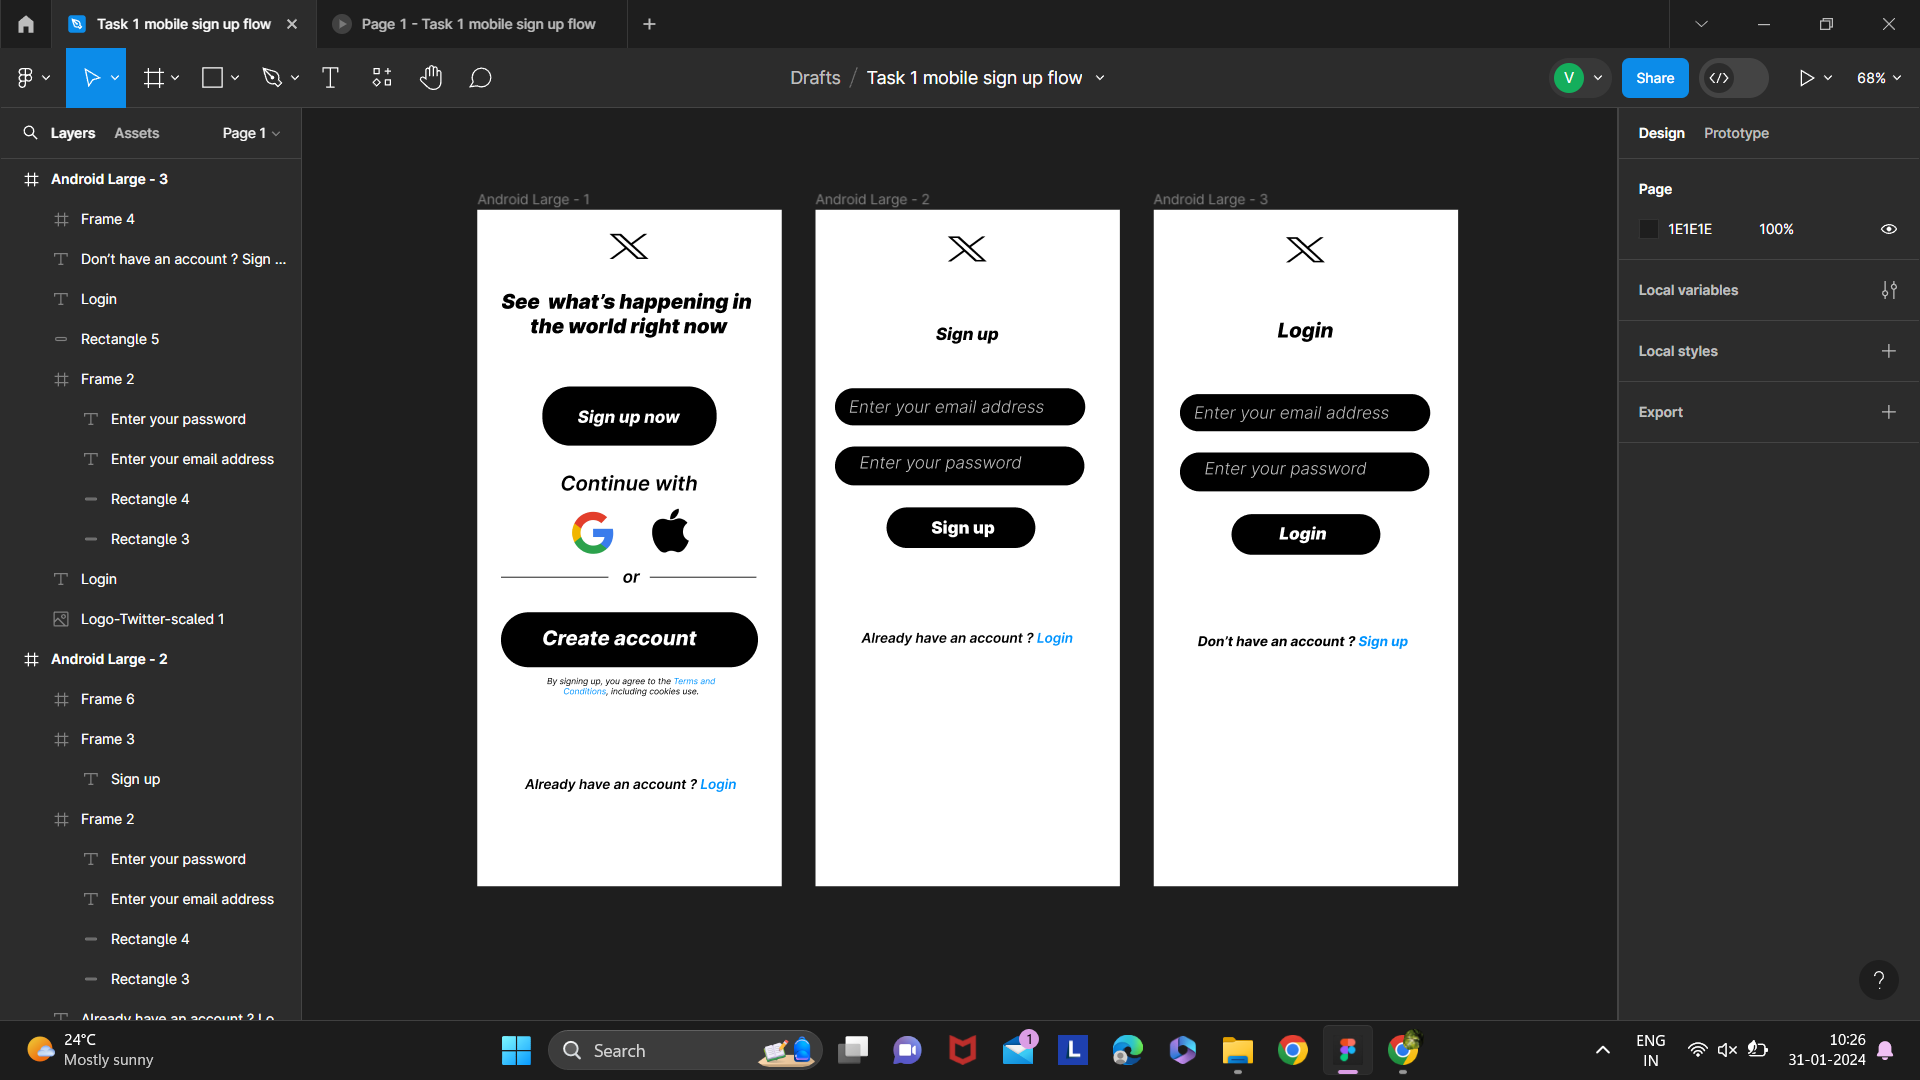 Task 1 mobile sign up flow
Page 1 - Task 1 mobile sign up flow
Drafts / Task 1 mobile sign up flow
V
Share
68%
Layers
Assets
Page 1
Android Large - 3
Frame 4
Don't have an account ? Sign ...
Login
Rectangle 5
Frame 2
Enter your password
Enter your email address
Rectangle 4
Rectangle 3
Login
Logo-Twitter-scaled 1
Android Large - 2
Frame 6
Frame 3
Sign up
Frame 2
Enter your password
Enter your email address
Rectangle 4
Rectangle 3
Already have an account ? Lo
Android Large - 1
See  what's happening in
the world right now
Sign up now
Continue with
or
Create account
By signing up, you agree to the Terms and
Conditions, including cookies use.
Already have an account ? Login
Android Large - 2
Sign up
Enter your email address
Enter your password
Sign up
Already have an account ? Login
Android Large - 3
Login
Enter your email address
Enter your password
Login
Don't have an account ? Sign up
Design
Prototype
Page
1E1E1E
100%
Local variables
Local styles
Export
?
24°C
Mostly sunny
Search
1
L
ENG
IN
10:26
31-01-2024